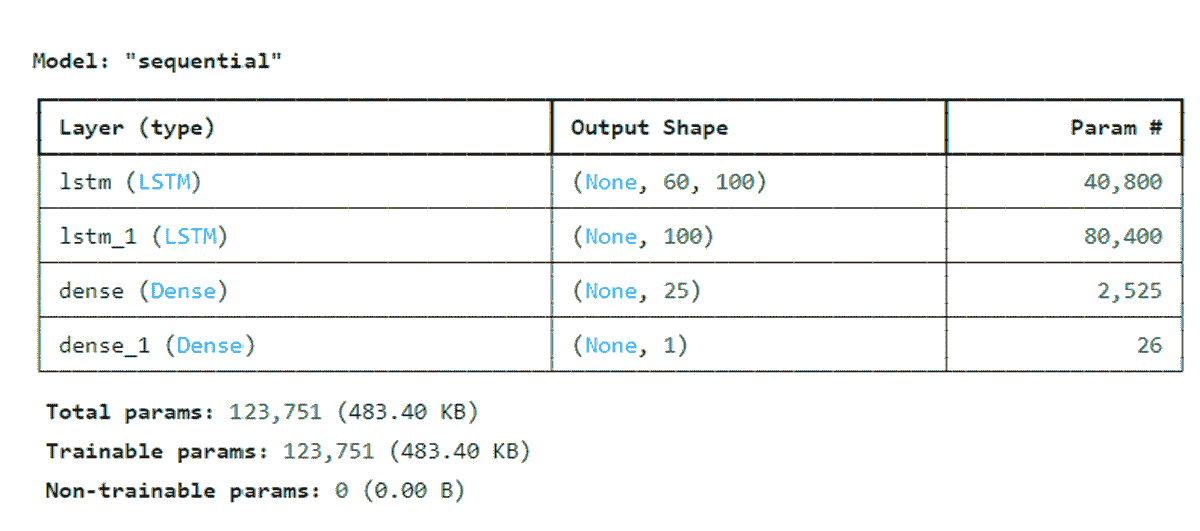 Model: "sequential"
Layer (type) Output Shape Param #
lstm (LSTM) (None, 60, 100) 40,800
lstm_1 (LSTM) (None, 100) 80,400
dense (Dense) (None, 25) 2,525
dense_1 (Dense) (None, 1) 26
Total params: 123,751 (483.40 KB)
Trainable params: 123,751 (483.40 KB)
Non-trainable params: 0 (0.00 B)